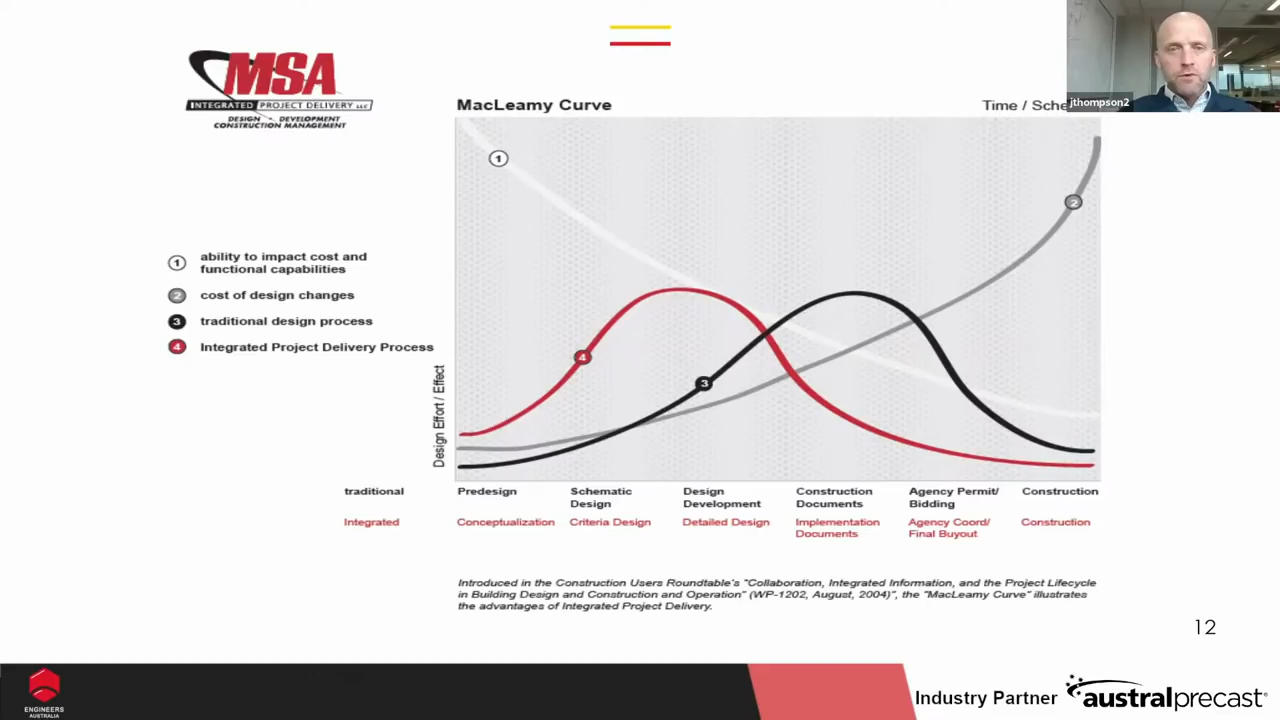 MSA
INTEGRATED PROJECT DELIVERY LLC
DESIGN - DEVELOPMENT
CONSTRUCTION MANAGEMENT
MacLeamy Curve
Time /
jthompson2
1
2
3
4
1 ability to impact cost and
functional capabilities
2 cost of design changes
3 traditional design process
4 Integrated Project Delivery Process
Design Effort / Effect
traditional Predesign Schematic Design Construction Agency Permit/ Construction
Design Development Documents Bidding
Integrated Conceptualization Criteria Design Detailed Design Implementation Agency Coord/ Construction
Documents Final Buyout
Introduced in the Construction Users Roundtable's "Collaboration, Integrated Information, and the Project Lifecycle
in Building Design and Construction and Operation" (WP-1202, August, 2004)", the "MacLeamy Curve" illustrates
the advantages of Integrated Project Delivery.
12
ENGINEERS
AUSTRALIA
Industry Partner
australprecast